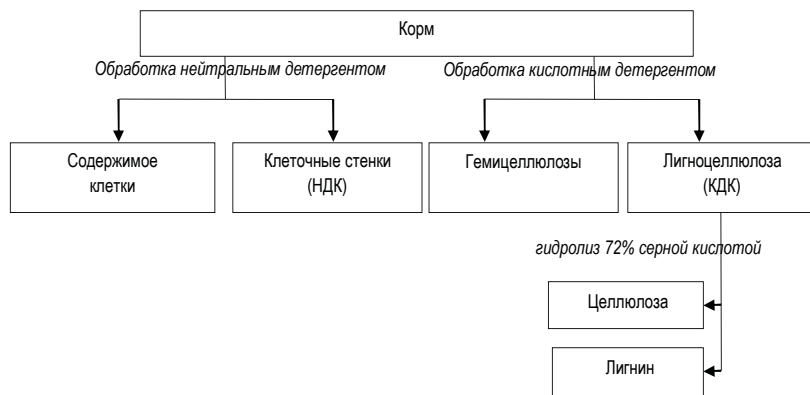 Корм
Обработка нейтральным детергентом
Обработка кислотным детергентом
Содержимое
клетки
Клеточные стенки
(НДК)
Гемицеллюлозы
Лигноцеллюлоза
(КДК)
гидролиз 72% серной кислотой
Целлюлоза
Лигнин